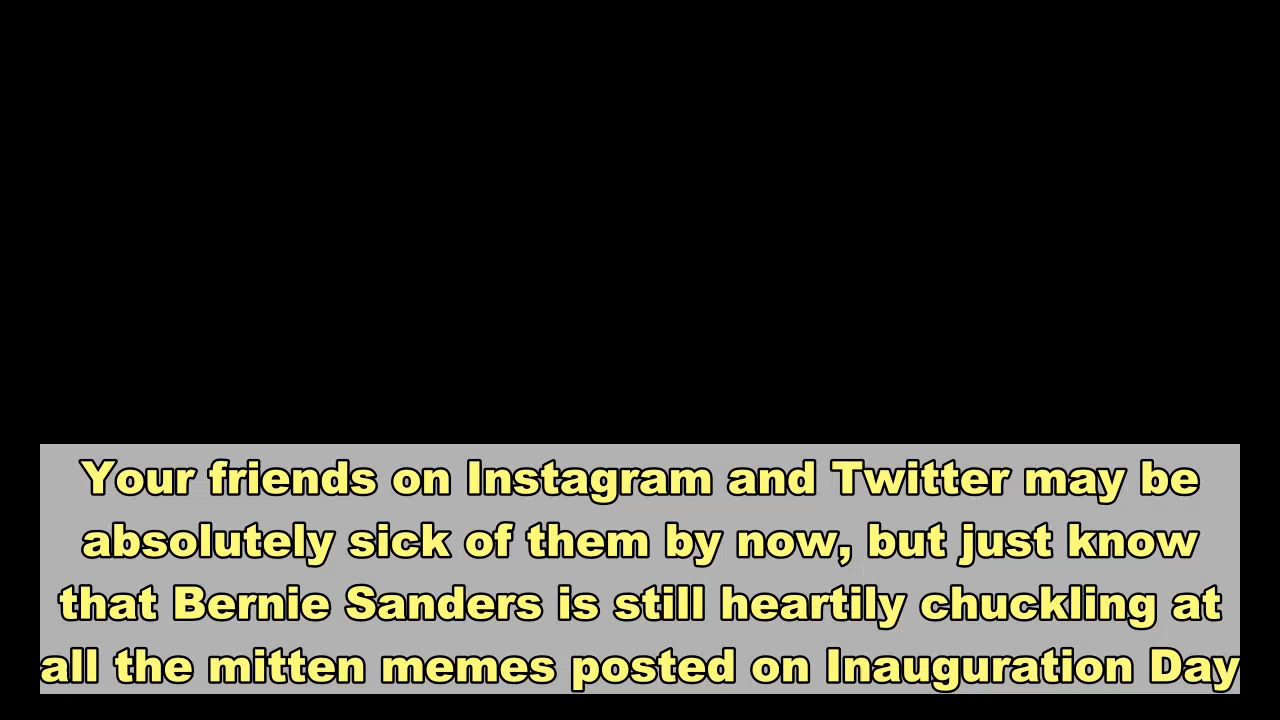 Your friends on Instagram and Twitter may be
absolutely sick of them by now, but just know
that Bernie Sanders is still heartily chuckling at
all the mitten memes posted on Inauguration Day